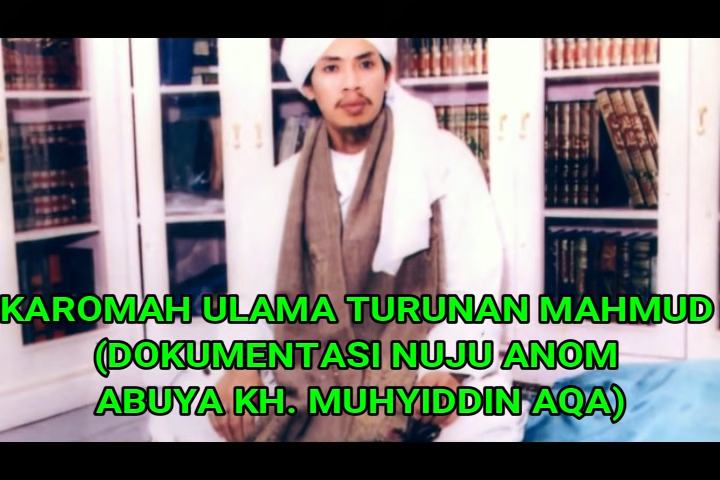 KAROMAH ULAMA TURUNAN MAHMUD
(DOKUMENTASI NUJU ANOM
ABUYA KH. MUHYIDDIN AQA)